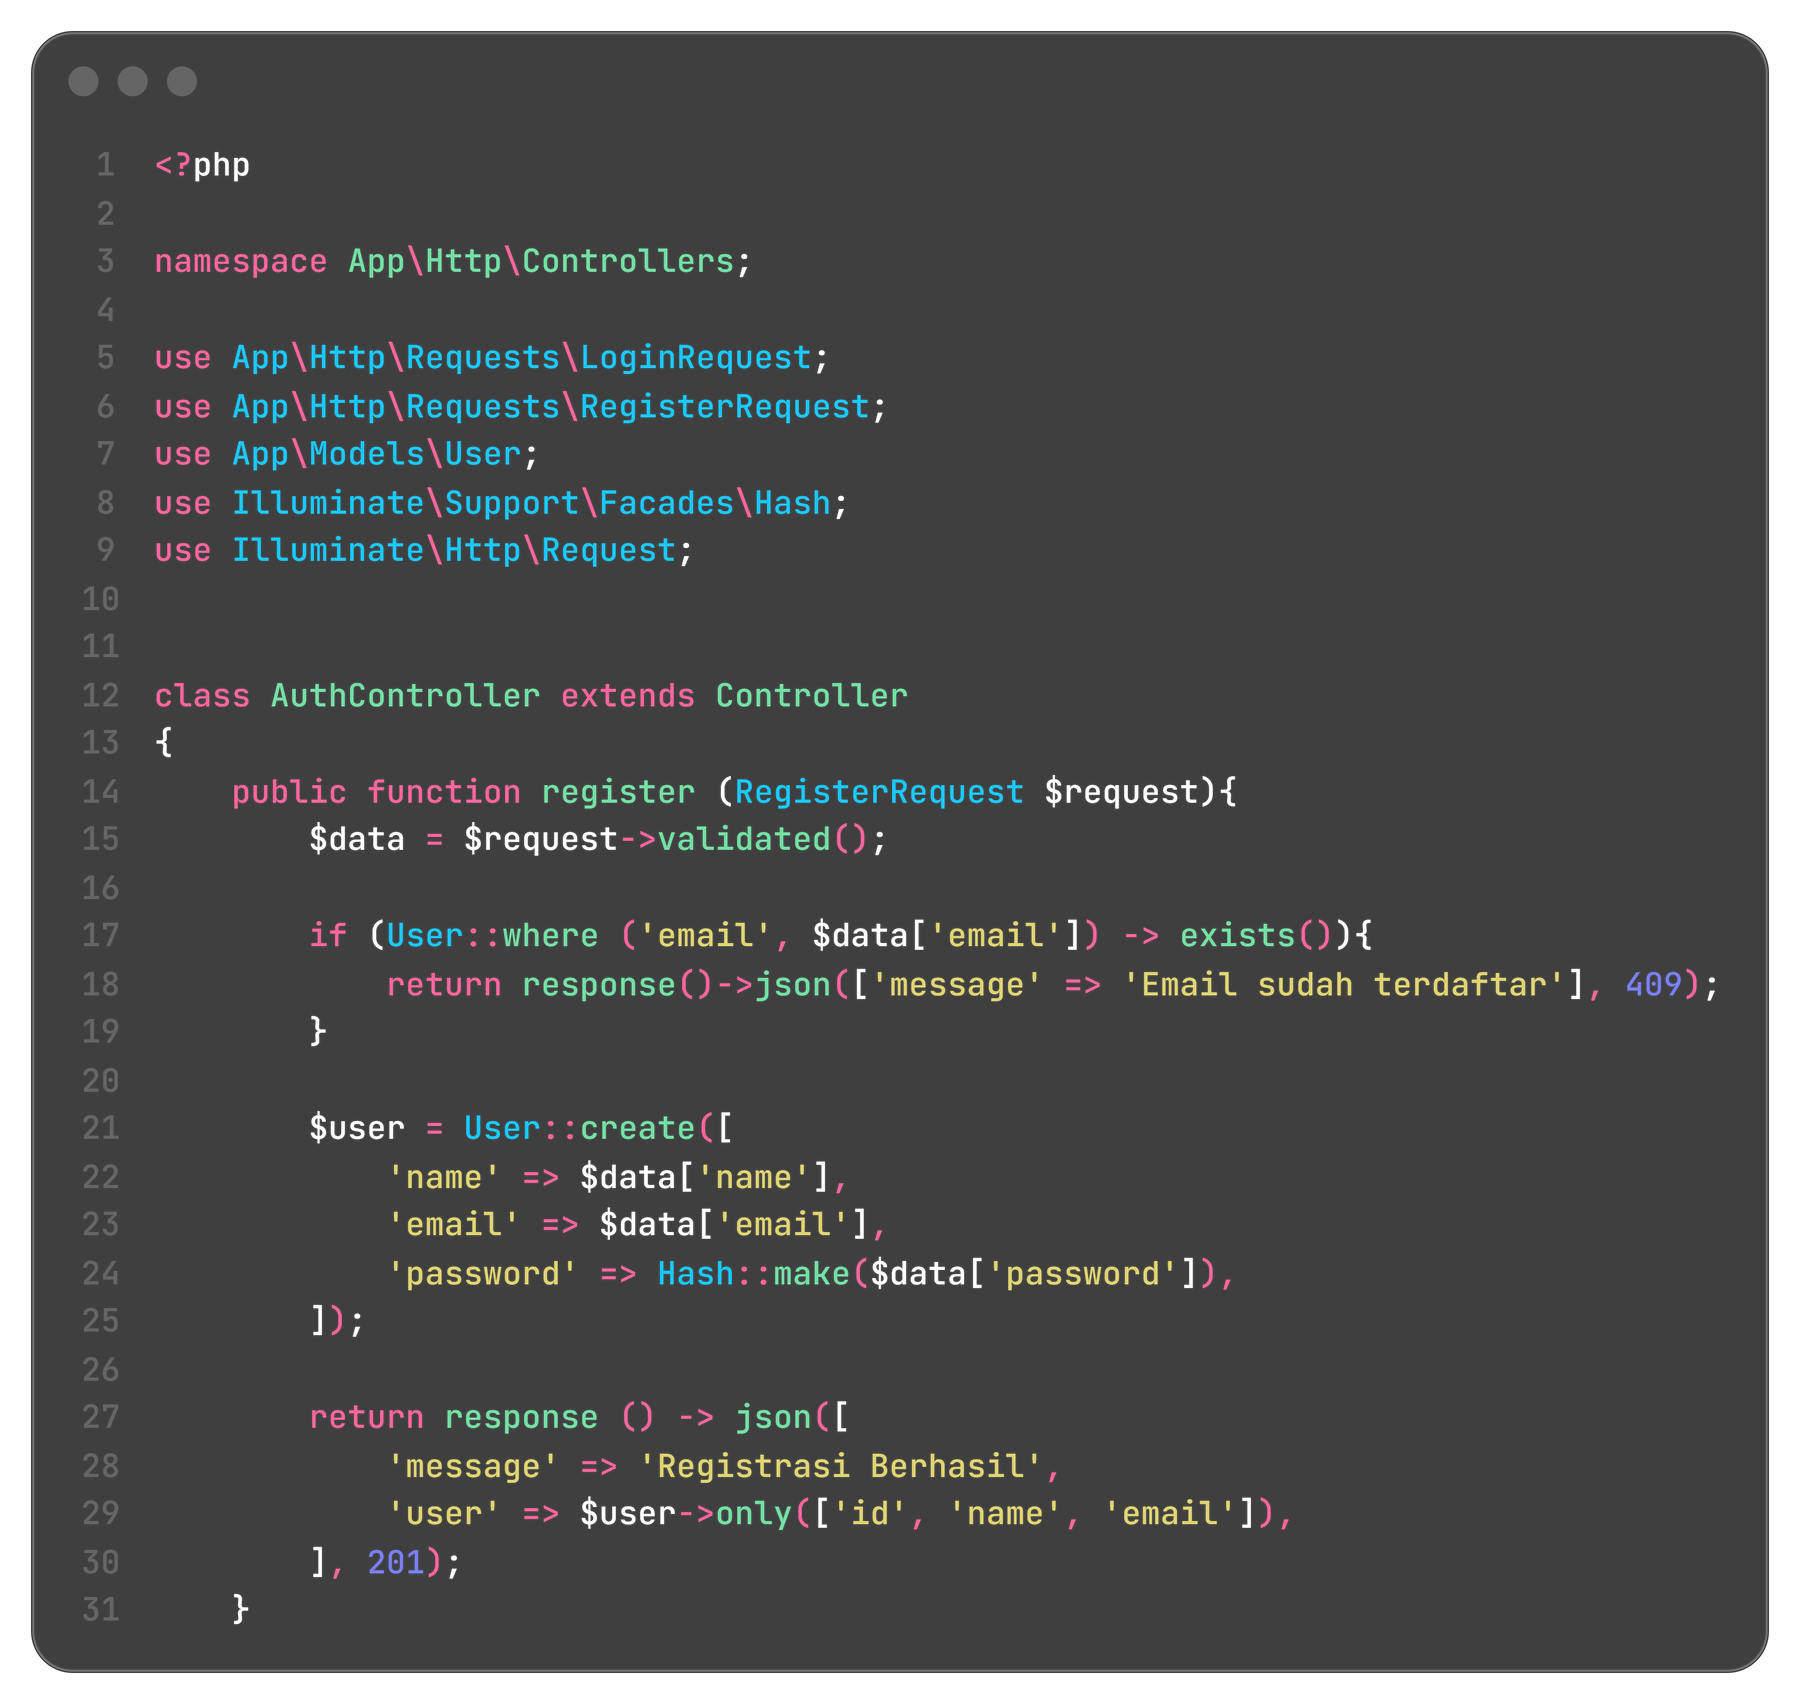 1 <?php
2
3 namespace App\Http\Controllers;
4
5 use App\Http\Requests\LoginRequest;
6 use App\Http\Requests\RegisterRequest;
7 use App\Models\User;
8 use Illuminate\Support\Facades\Hash;
9 use Illuminate\Http\Request;
10
11
12 class AuthController extends Controller
13 {
14     public function register (RegisterRequest $request){
15         $data = $request->validated();
16
17         if (User::where ('email', $data['email']) -> exists()){
18             return response()->json(['message' => 'Email sudah terdaftar'], 409);
19         }
20
21         $user = User::create([
22             'name' => $data['name'],
23             'email' => $data['email'],
24             'password' => Hash::make($data['password']),
25         ]);
26
27         return response () -> json([
28             'message' => 'Registrasi Berhasil',
29             'user' => $user->only(['id', 'name', 'email']),
30         ], 201);
31     }